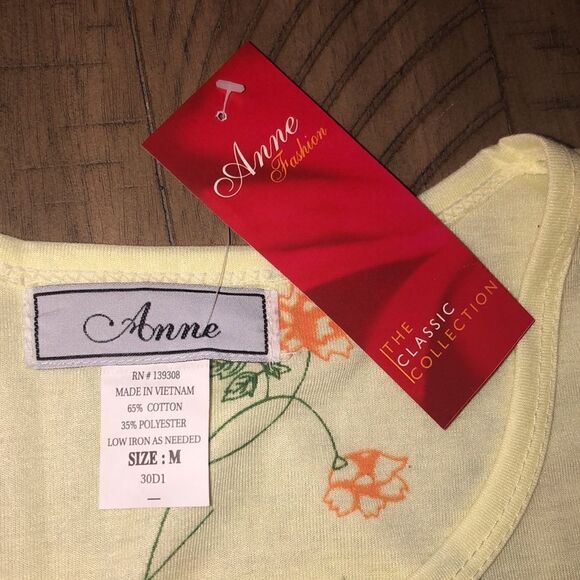 Anne
Fashion
THE
CLASSIC
COLLECTION
Anne
RN # 139308
MADE IN VIETNAM
65% COTTON
35% POLYESTER
LOW IRON AS NEEDED
SIZE : M
30D1